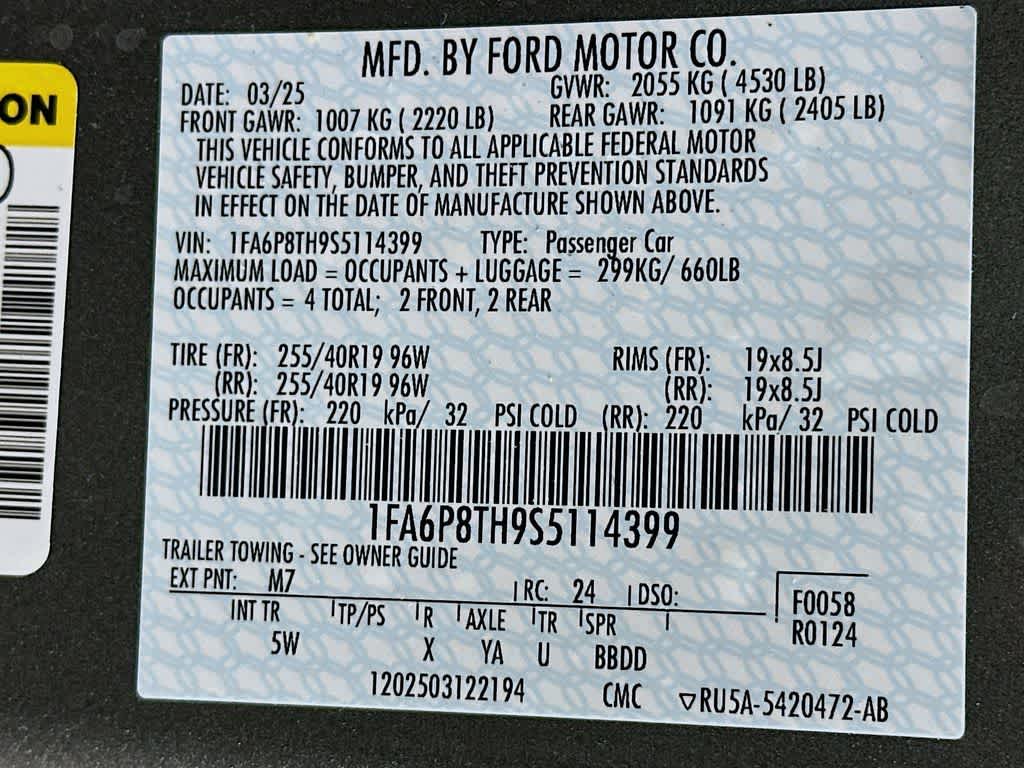 ON
MFD. BY FORD MOTOR CO.
DATE: 03/25 GVWR: 2055 KG ( 4530 LB)
FRONT GAWR: 1007 KG ( 2220 LB) REAR GAWR: 1091 KG ( 2405 LB)
THIS VEHICLE CONFORMS TO ALL APPLICABLE FEDERAL MOTOR
VEHICLE SAFETY, BUMPER, AND THEFT PREVENTION STANDARDS
IN EFFECT ON THE DATE OF MANUFACTURE SHOWN ABOVE.
VIN: 1FA6P8TH9S5114399 TYPE: Passenger Car
MAXIMUM LOAD = OCCUPANTS + LUGGAGE = 299KG/ 660LB
OCCUPANTS = 4 TOTAL; 2 FRONT, 2 REAR
TIRE (FR): 255/40R19 96W RIMS (FR): 19x8.5J
(RR): 255/40R19 96W (RR): 19x8.5J
PRESSURE (FR): 220 kPa/ 32 PSI COLD (RR): 220 kPa/ 32 PSI COLD
1FA6P8TH9S5114399
TRAILER TOWING - SEE OWNER GUIDE
EXT PNT: M7 RC: 24 DSO: F0058
INT TR TP/PS R AXLE TR SPR R0124
5W X YA U BBDD
1202503122194 CMC ▽RU5A-5420472-AB